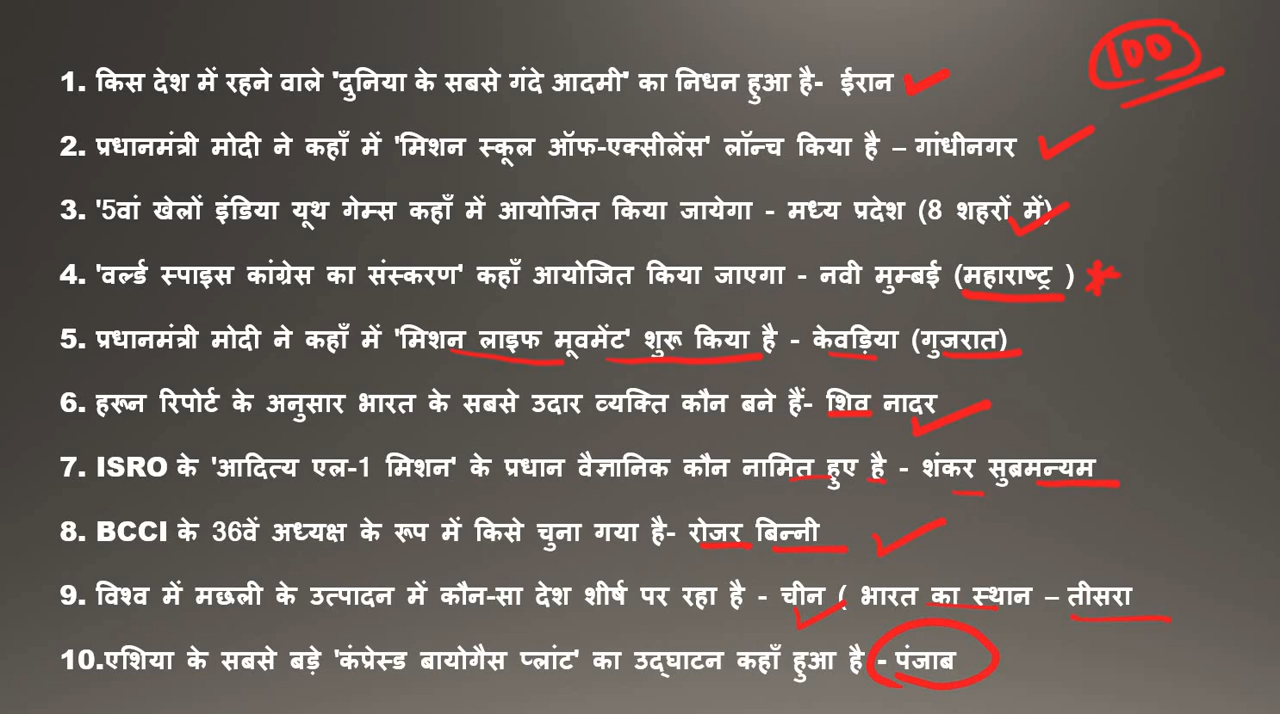 100
1. किस देश में रहने वाले 'दुनिया के सबसे गंदे आदमी' का निधन हुआ है- ईरान
2. प्रधानमंत्री मोदी ने कहाँ में 'मिशन स्कूल ऑफ-एक्सीलेंस' लॉन्च किया है – गांधीनगर
3. '5वां खेलों इंडिया यूथ गेम्स कहाँ में आयोजित किया जायेगा - मध्य प्रदेश (8 शहरों में)
4. 'वर्ल्ड स्पाइस कांग्रेस का संस्करण' कहाँ आयोजित किया जाएगा - नवी मुम्बई (महाराष्ट्र )
5. प्रधानमंत्री मोदी ने कहाँ में 'मिशन लाइफ मूवमेंट' शुरू किया है - केवड़िया (गुजरात)
6. हरून रिपोर्ट के अनुसार भारत के सबसे उदार व्यक्ति कौन बने हैं- शिव नादर
7. ISRO के 'आदित्य एल-1 मिशन' के प्रधान वैज्ञानिक कौन नामित हुए है - शंकर सुब्रमन्यम
8. BCCI के 36वें अध्यक्ष के रूप में किसे चुना गया है- रोजर बिन्नी
9. विश्व में मछली के उत्पादन में कौन-सा देश शीर्ष पर रहा है - चीन ( भारत का स्थान – तीसरा
10.एशिया के सबसे बड़े 'कंप्रेस्ड बायोगैस प्लांट' का उद्घाटन कहाँ हुआ है - पंजाब